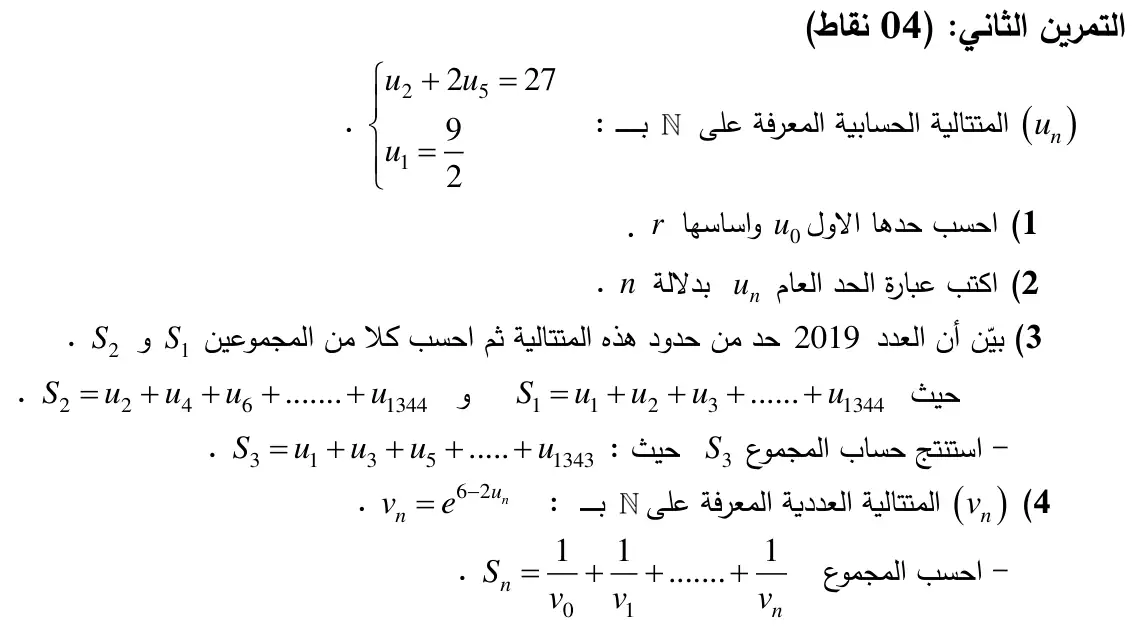 التمرين الثاني: (04 نقاط)
(u_n) المتتالية الحسابية المعرفة على ℕ بـــ : { u_2 + 2u_5 = 27 ; u_1 = 9/2 .
1) احسب حدها الاول u_0 واساسها r .
2) اكتب عبارة الحد العام u_n بدلالة n .
3) بيّن أن العدد 2019 حد من حدود هذه المتتالية ثم احسب كلا من المجموعين S_1 و S_2 .
حيث S_1 = u_1 + u_2 + u_3 + ...... + u_1344 و S_2 = u_2 + u_4 + u_6 + ....... + u_1344 .
– استنتج حساب المجموع S_3 حيث : S_3 = u_1 + u_3 + u_5 + ..... + u_1343 .
4) (v_n) المتتالية العددية المعرفة على ℕ بـــ : v_n = e^{6-2u_n} .
– احسب المجموع S_n = 1/v_0 + 1/v_1 + ....... + 1/v_n .